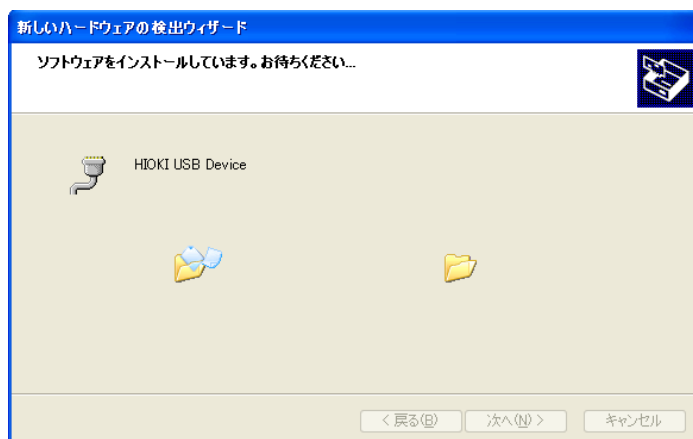 新しいハードウェアの検出ウィザード
ソフトウェアをインストールしています。お待ちください...
HIOKI USB Device
< 戻る(B)
次へ(N) >
キャンセル